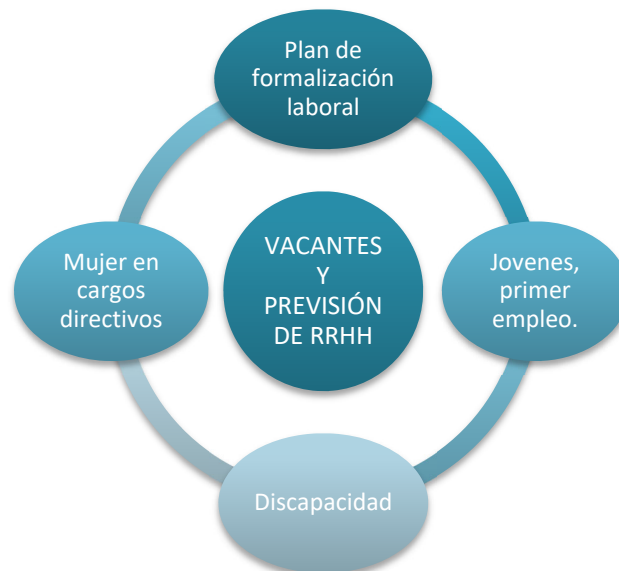 Plan de
formalización
laboral
Mujer en
cargos
directivos
VACANTES
Y
PREVISIÓN
DE RRHH
Jovenes,
primer
empleo.
Discapacidad